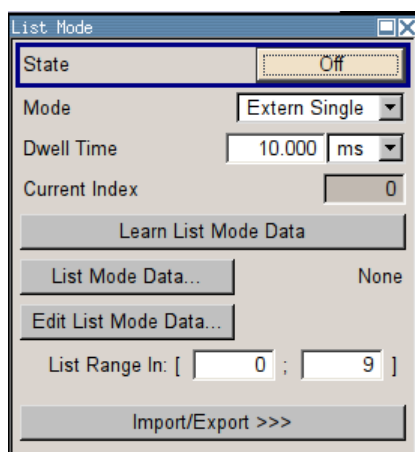 List Mode
State Off
Mode Extern Single
Dwell Time 10.000 ms
Current Index 0
Learn List Mode Data
List Mode Data... None
Edit List Mode Data...
List Range In: [ 0 ; 9 ]
Import/Export >>>